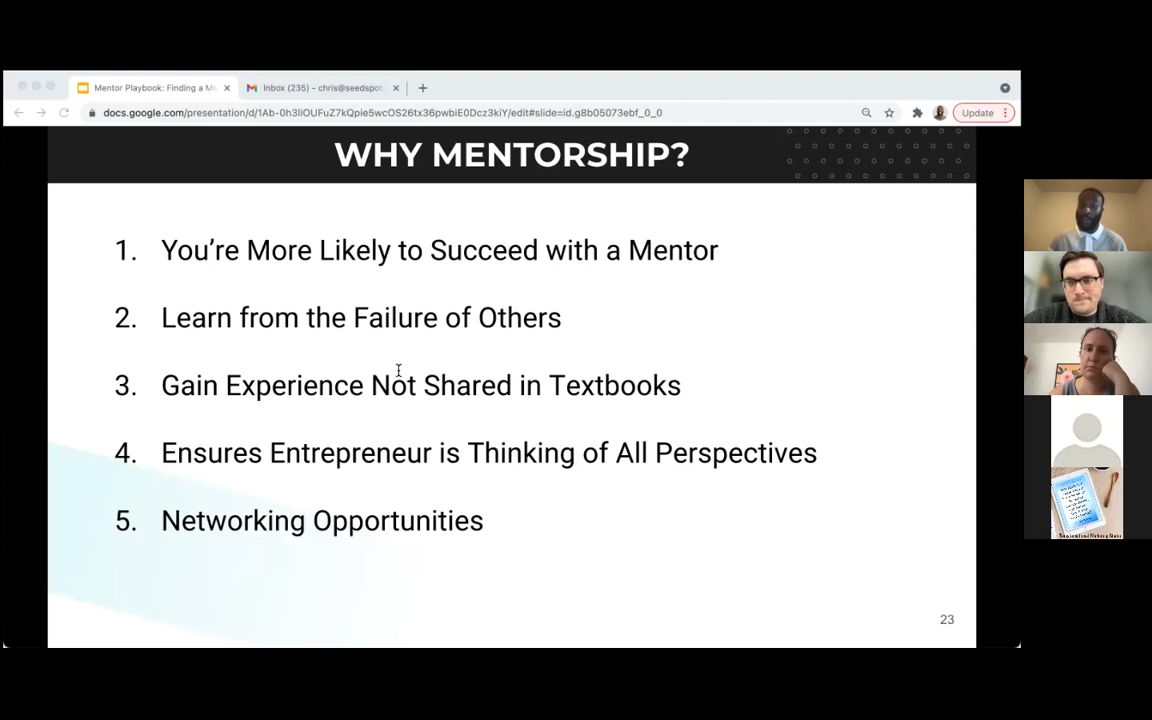 Mentor Playbook: Finding a Me
Inbox (235) - chris@seedspot.
docs.google.com/presentation/d/1Ab-0h3liOUFuZ7kQpie5wcOS26tx36pwbiE0Dcz3kiY/edit#slide=id.g8b05073ebf_0_0
Update
WHY MENTORSHIP?
1. You’re More Likely to Succeed with a Mentor
2. Learn from the Failure of Others
3. Gain Experience Not Shared in Textbooks
4. Ensures Entrepreneur is Thinking of All Perspectives
5. Networking Opportunities
23